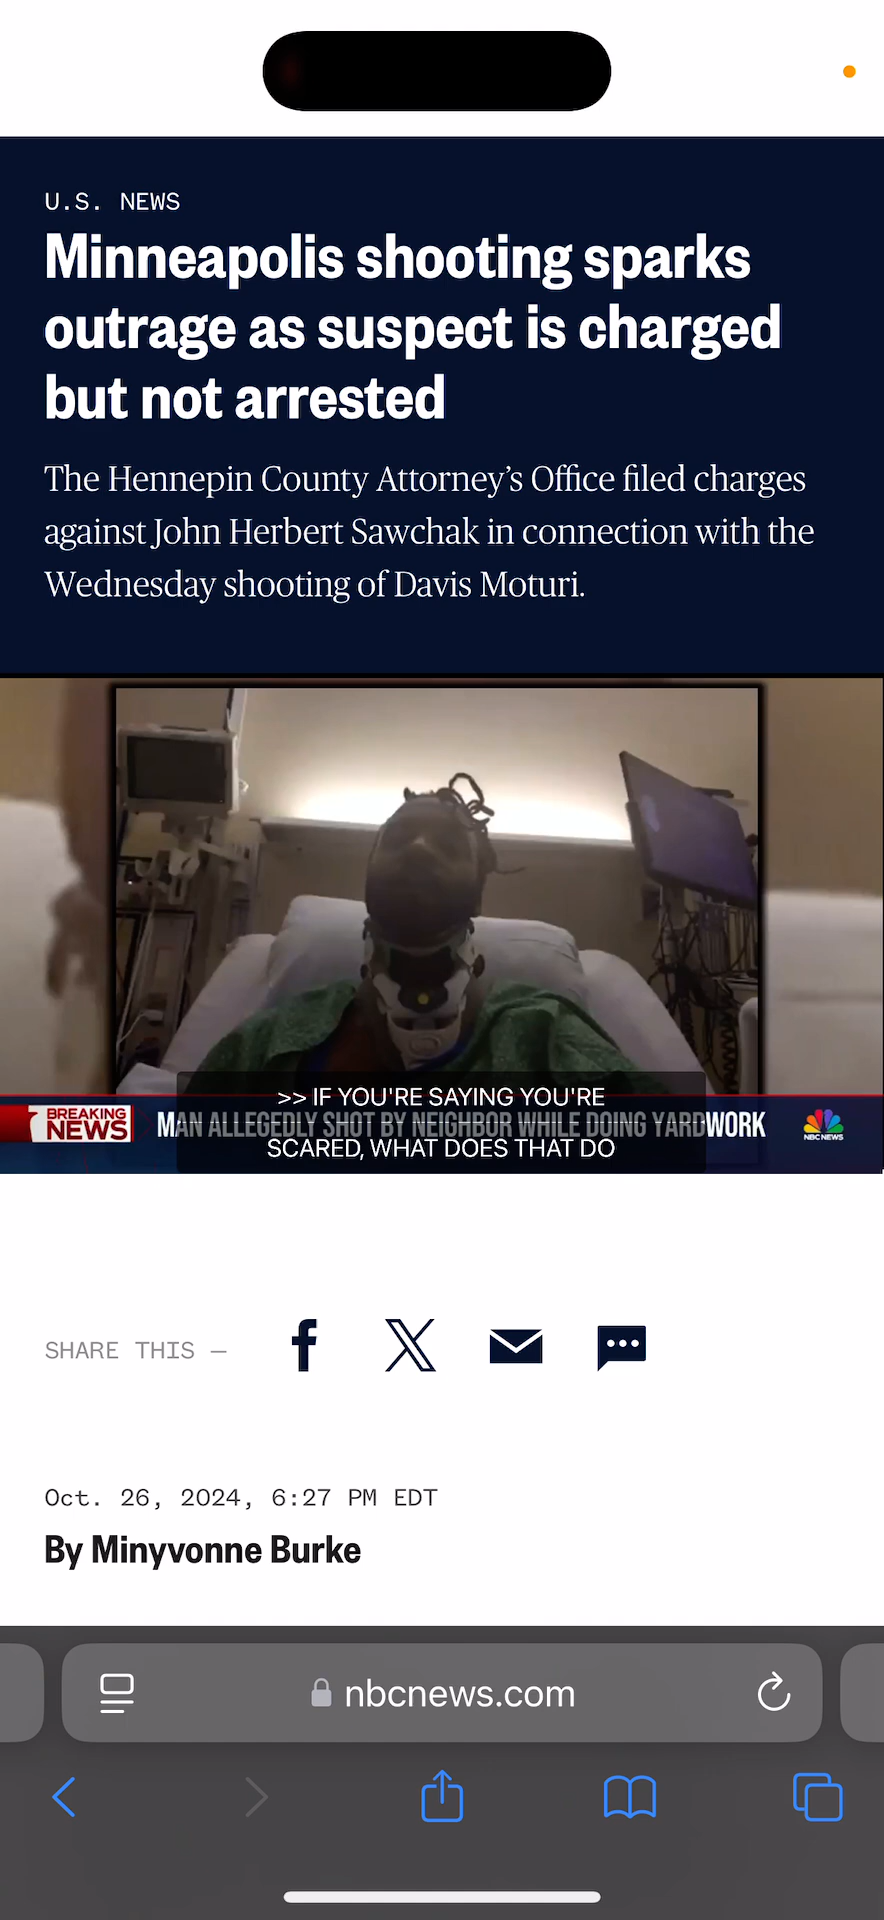 U.S. NEWS
Minneapolis shooting sparks
outrage as suspect is charged
but not arrested
The Hennepin County Attorney’s Office filed charges
against John Herbert Sawchak in connection with the
Wednesday shooting of Davis Moturi.
>> IF YOU'RE SAYING YOU'RE
BREAKING
NEWS
MAN ALLEGEDLY SHOT BY NEIGHBOR WHILE DOING YARDWORK
NBC NEWS
SCARED, WHAT DOES THAT DO
SHARE THIS —
Oct. 26, 2024, 6:27 PM EDT
By Minyvonne Burke
nbcnews.com